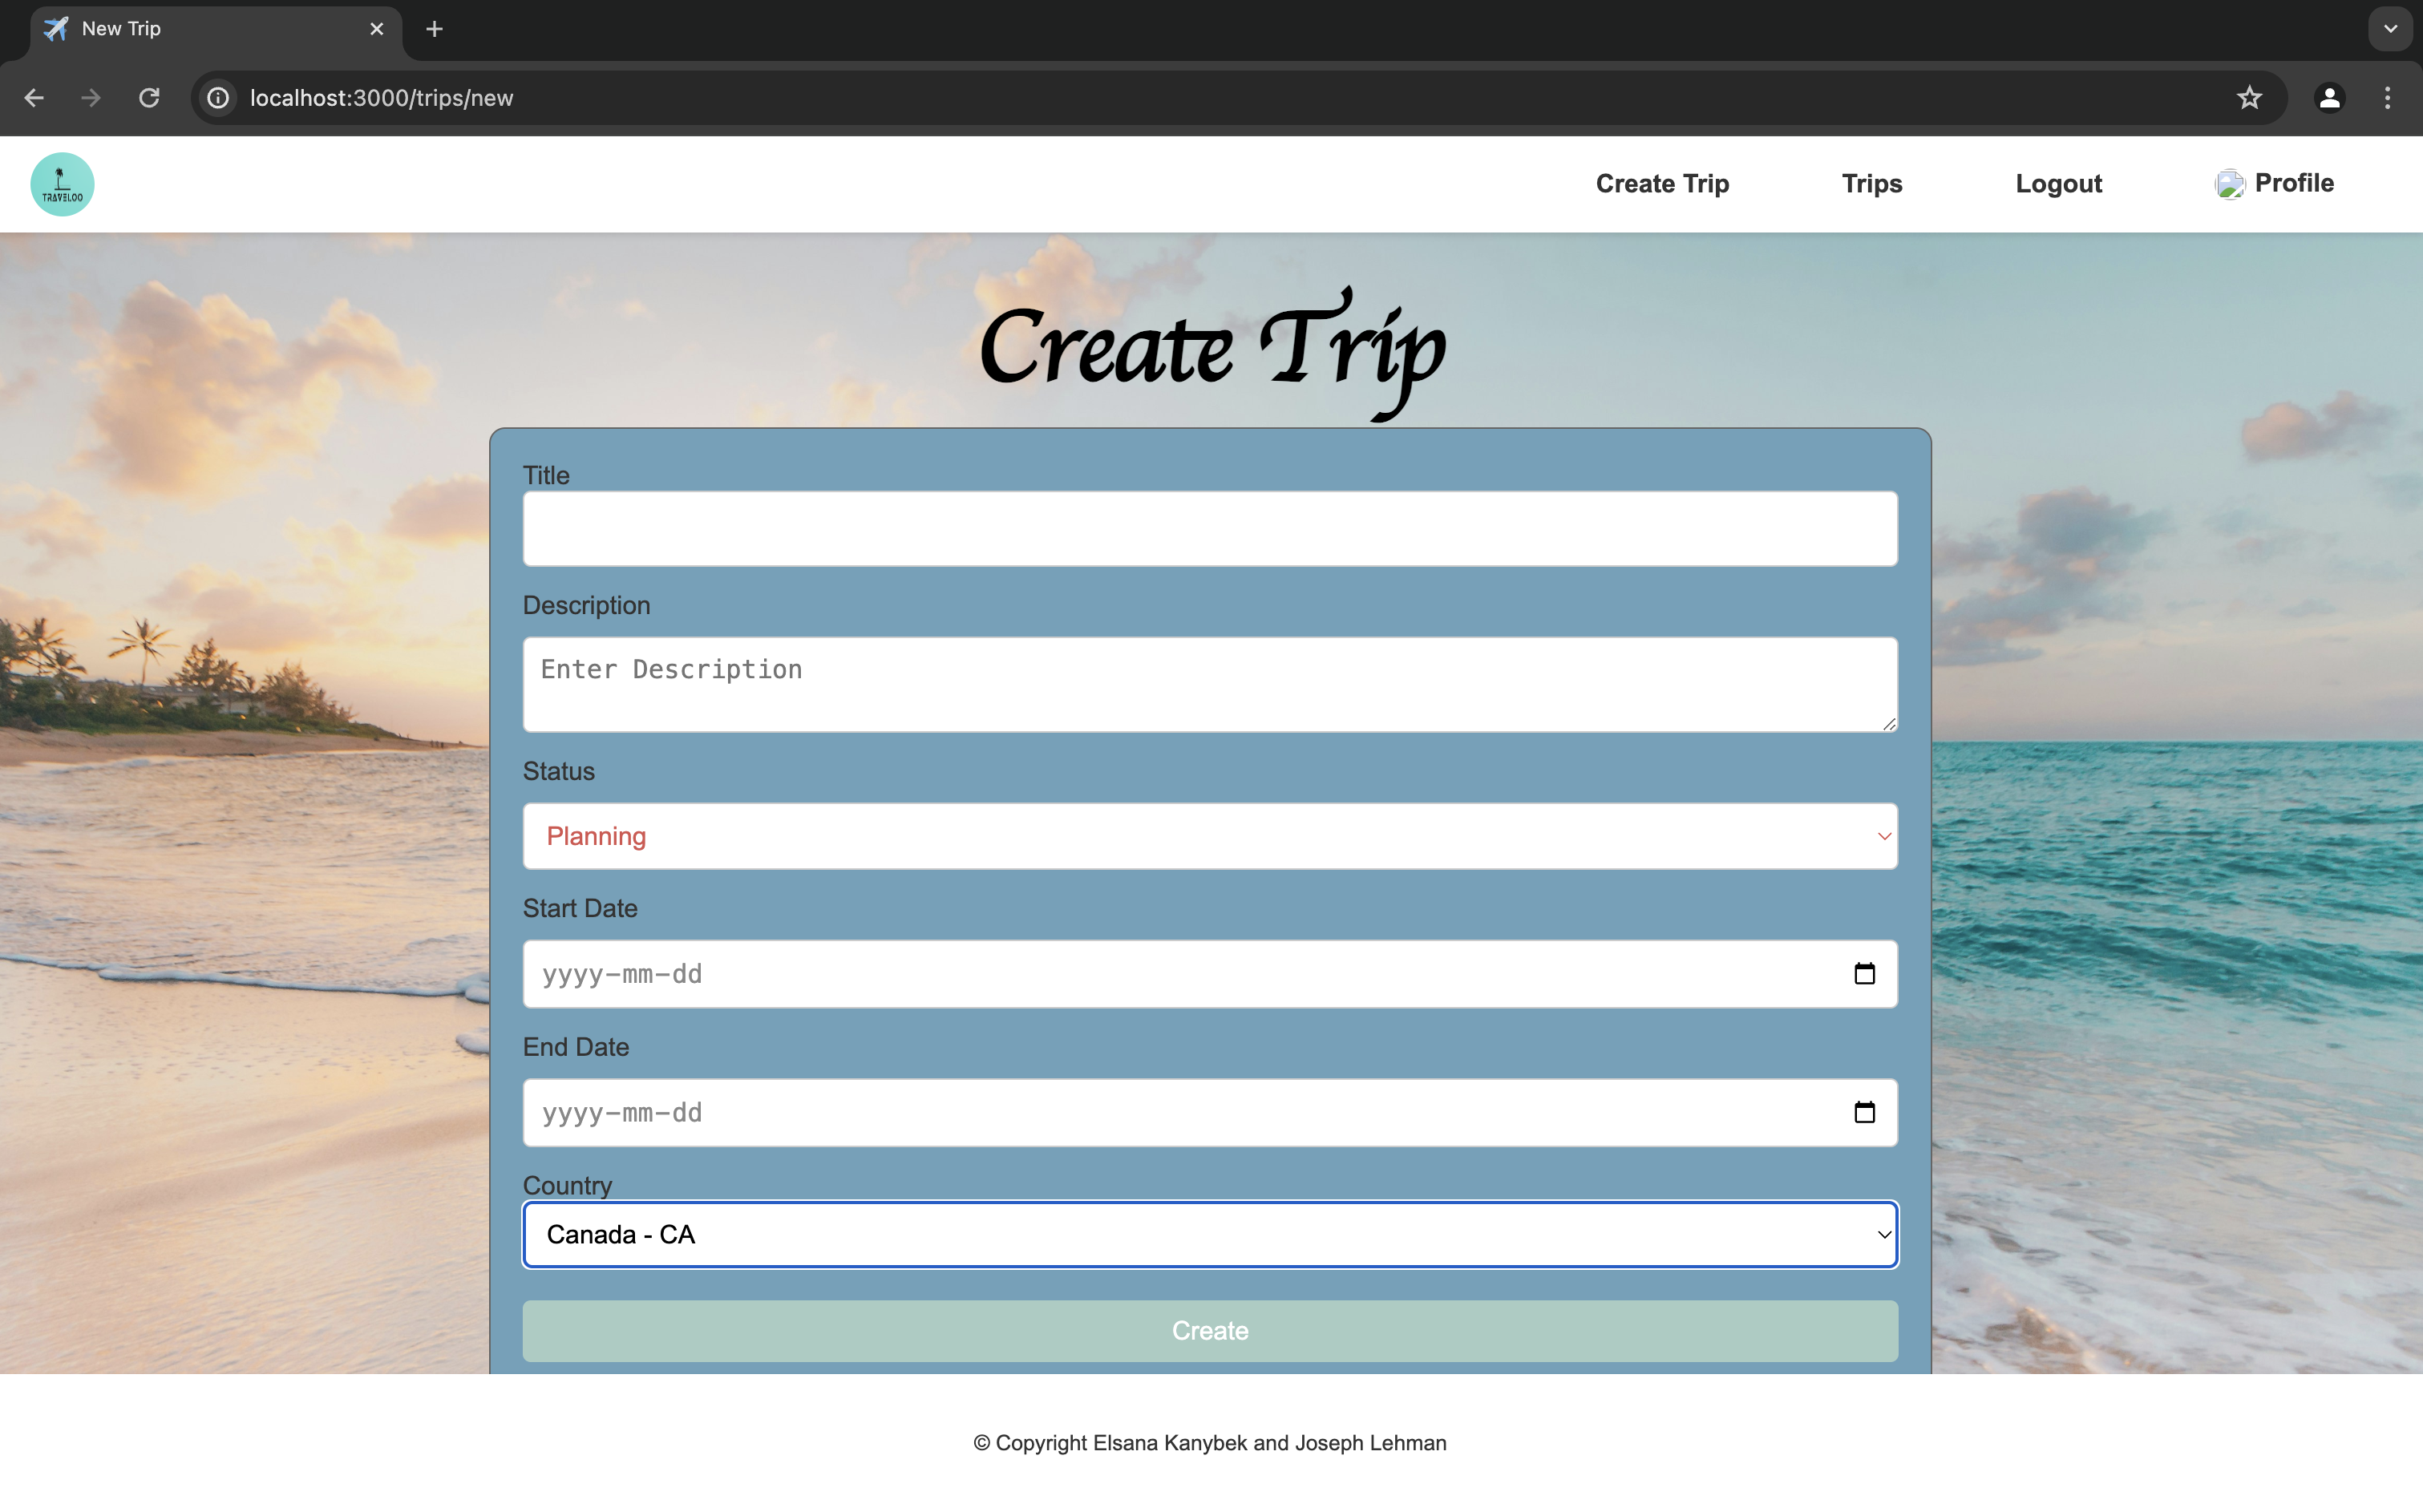 New Trip
localhost:3000/trips/new
TRAVELOO
Create Trip
Trips
Logout
Profile
Create Trip
Title
Description
Enter Description
Status
Planning
Start Date
yyyy-mm-dd
End Date
yyyy-mm-dd
Country
Canada - CA
Create
© Copyright Elsana Kanybek and Joseph Lehman